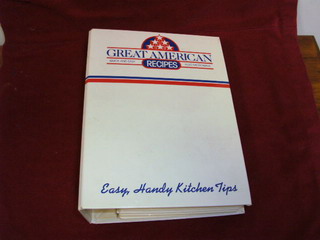 GREAT AMERICAN
RECIPES
Easy, Handy Kitchen Tips